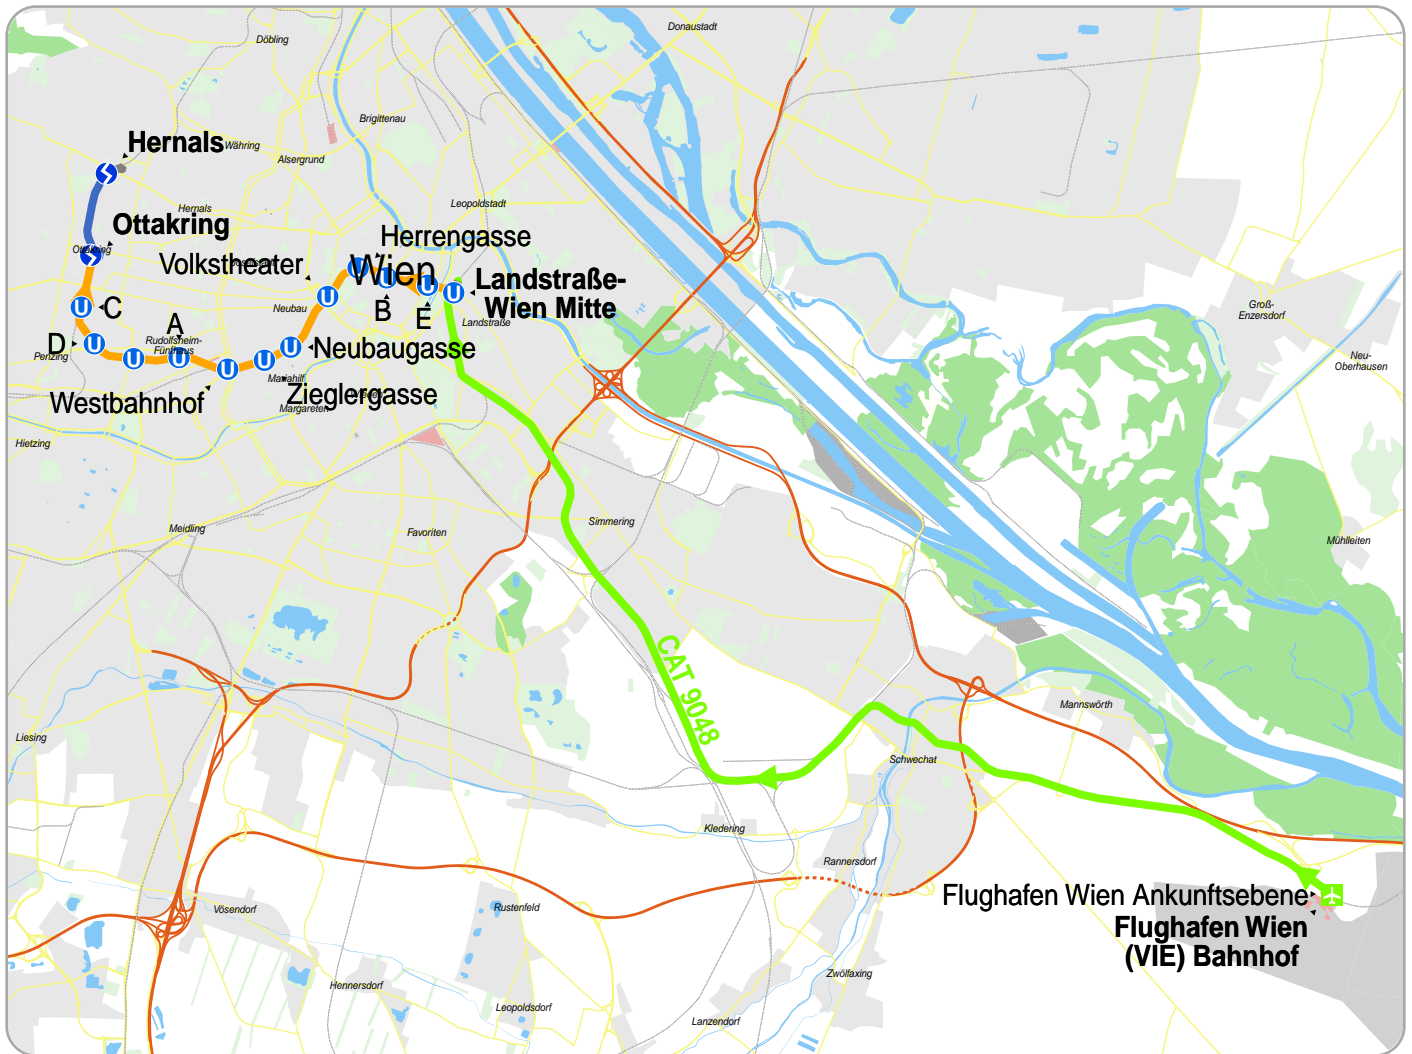 Donaustadt
Döbling
Brigittenau
Hernals
Währing
Alsergrund
Leopoldstadt
Hernals
Ottakring
Herrengasse
Ottakring
Volkstheater
Wien
Landstraße-
Wien Mitte
Neubau
B
E
C
A
Landstraße
D
Rudolfsheim-
Fünfhaus
Penzing
Neubaugasse
Mariahilf
Zieglergasse
Westbahnhof
Margareten
Hietzing
Groß-
Enzersdorf
Neu-
Oberhausen
Meidling
Favoriten
Simmering
Mühlleiten
CAT 9048
Mannswörth
Liesing
Schwechat
Kledering
Rannersdorf
Vösendorf
Rustenfeld
Flughafen Wien Ankunftsebene
Flughafen Wien
(VIE) Bahnhof
Zwölfaxing
Hennersdorf
Leopoldsdorf
Lanzendorf
U
U
U
U
U
U
U
U
U
U
U
U